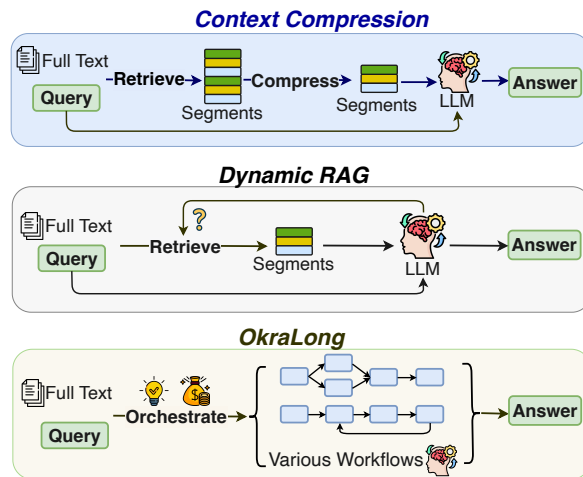 Context Compression
Full Text
Query
Retrieve
Segments
Compress
Segments
LLM
Answer
Dynamic RAG
Full Text
Query
?
Retrieve
Segments
LLM
Answer
OkraLong
Full Text
Query
$
Orchestrate
Various Workflows
Answer